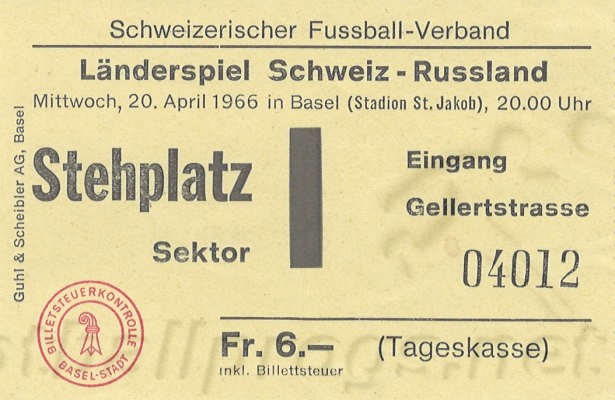 Schweizerischer Fussball-Verband
Länderspiel Schweiz - Russland
Mittwoch, 20. April 1966 in Basel (Stadion St. Jakob), 20.00 Uhr
Stehplatz
Sektor
I
Eingang
Gellertstrasse
04012
Fr. 6.— (Tageskasse)
inkl. Billettsteuer
Guhl & Scheibler AG, Basel
BILLETSTEUERKONTROLLE
BASEL-STADT